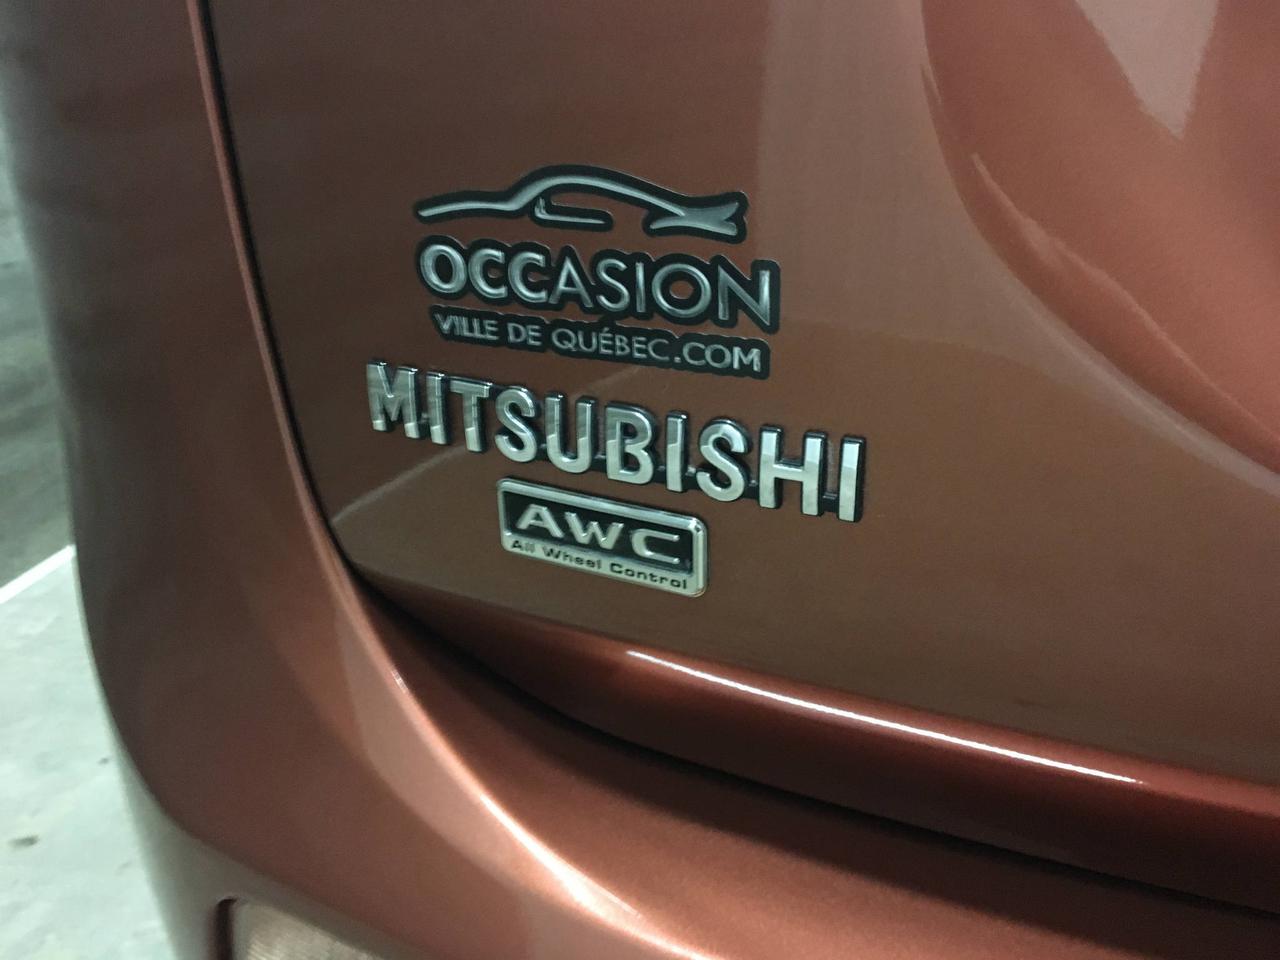 OCCASION
VILLE DE QUÉBEC.COM
MITSUBISHI
AWC
All Wheel Control